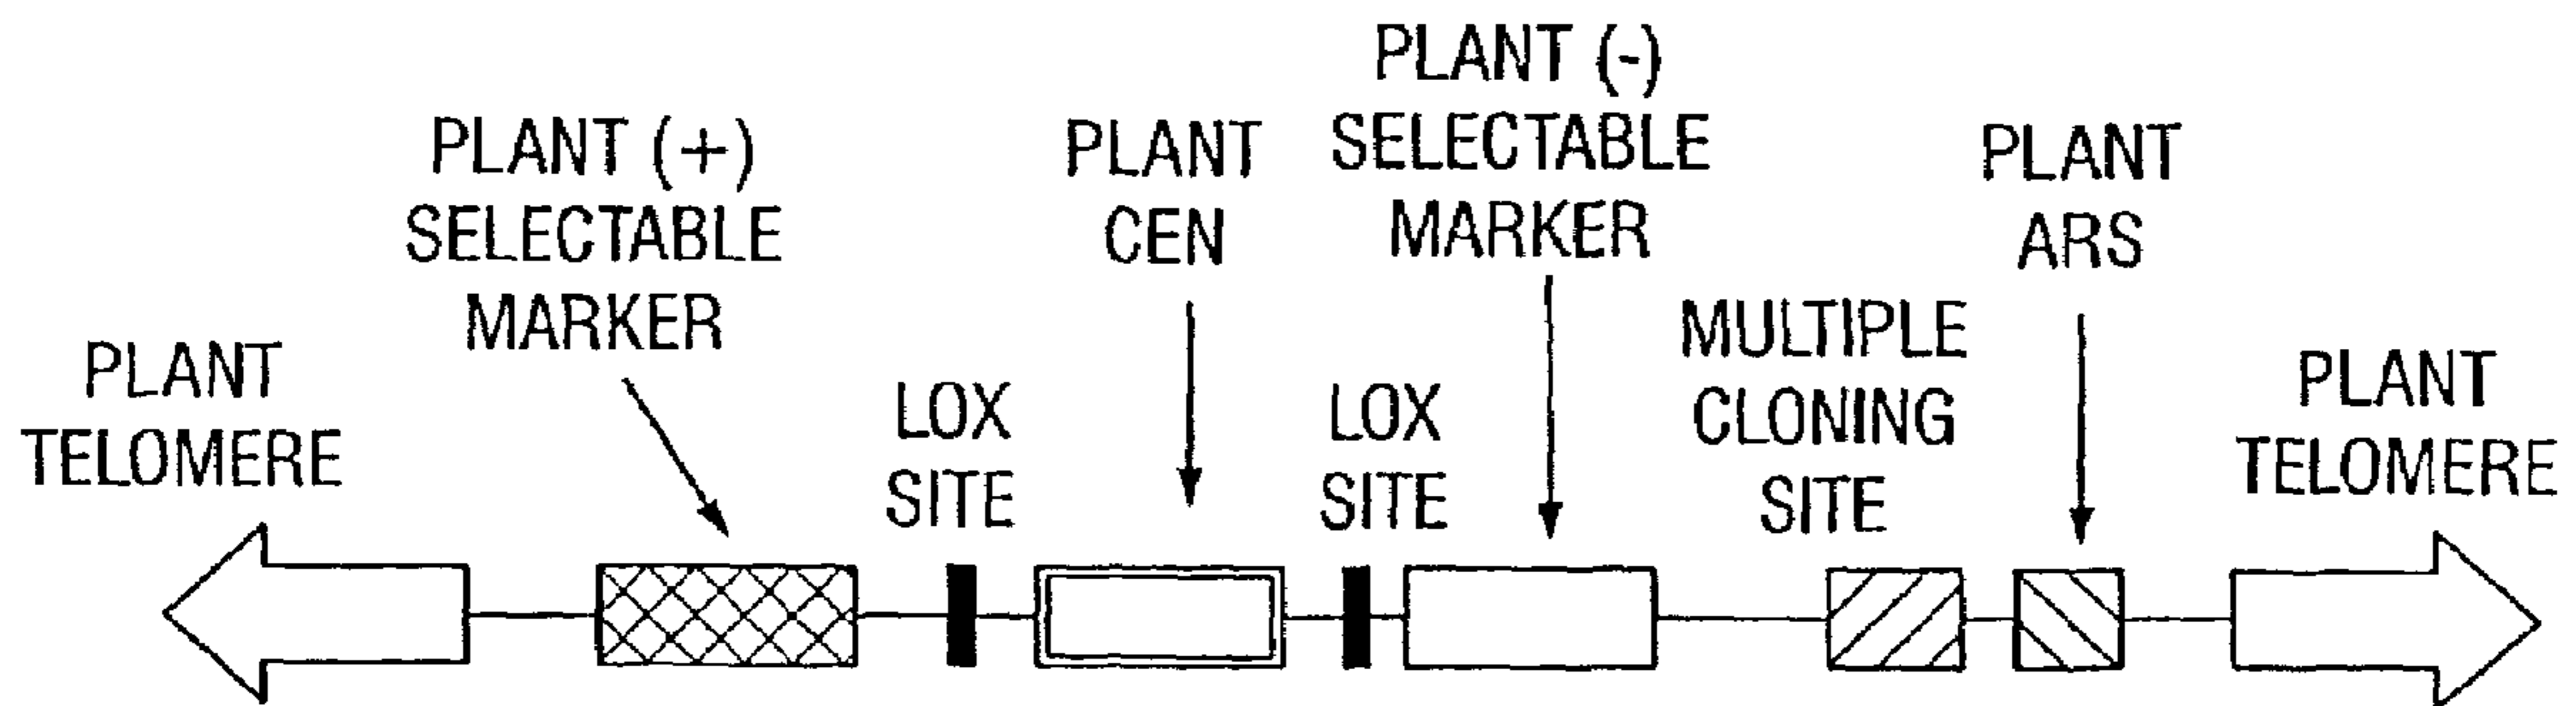 PLANT
TELOMERE
PLANT (+)
SELECTABLE
MARKER
LOX
SITE
PLANT
CEN
LOX
SITE
PLANT (-)
SELECTABLE
MARKER
MULTIPLE
CLONING
SITE
PLANT
ARS
PLANT
TELOMERE